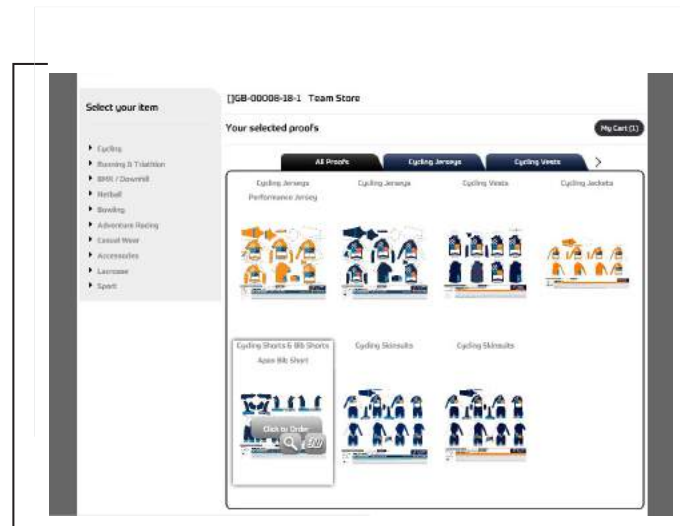 Select your item
[]GB-00008-18-1 Team Store
Your selected proofs
My Cart (1)
Cycling
Running & Triathlon
BMX / Downhill
Netball
Bowling
Adventure Racing
Casual Wear
Accessories
Lacrosse
Sport
All Proofs
Cycling Jerseys
Cycling Vests
Cycling Jerseys
Performance Jersey
Cycling Jerseys
Cycling Vests
Cycling Jackets
Cycling Shorts & Bib Shorts
Apex Bib Short
Click to Order
Cycling Skinsuits
Cycling Skinsuits